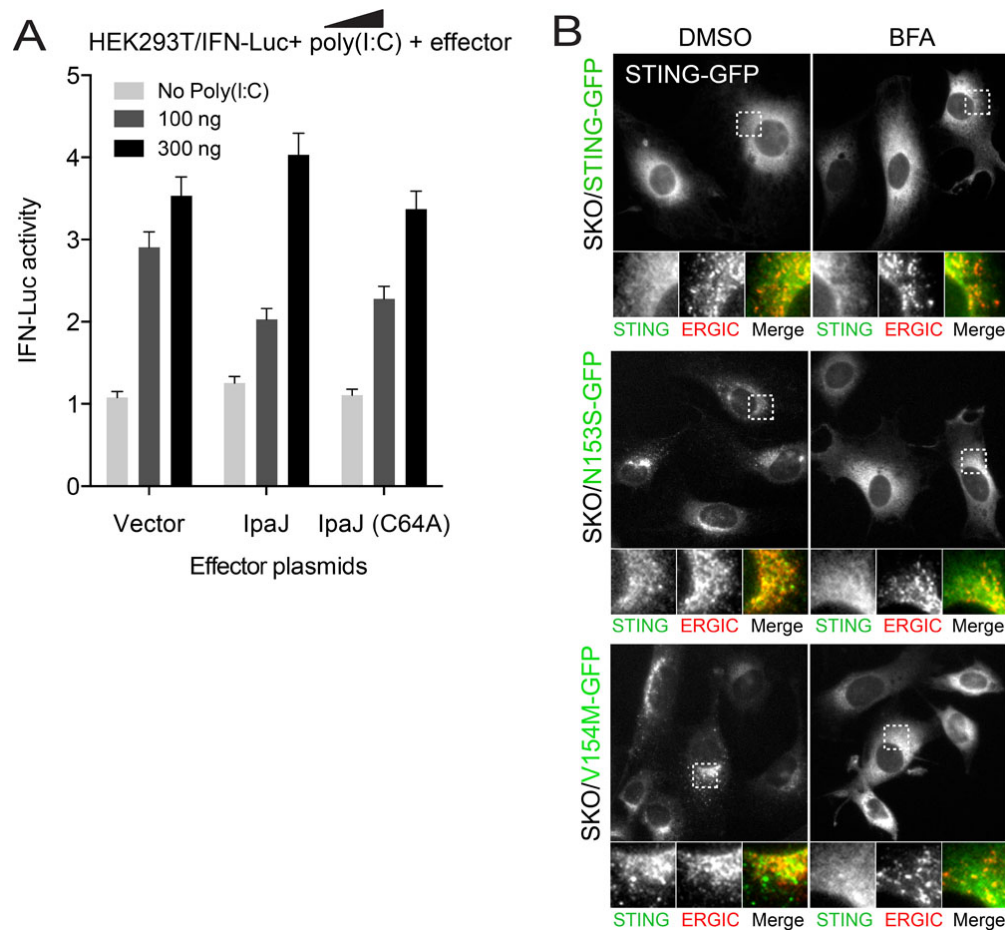 A
HEK293T/IFN-Luc+ poly(I:C) + effector
No Poly(I:C)
100 ng
300 ng
5
4
3
2
1
0
IFN-Luc activity
Vector IpaJ IpaJ (C64A)
Effector plasmids
B
DMSO BFA
STING-GFP
SKO/STING-GFP
STING ERGIC Merge STING ERGIC Merge
SKO/N153S-GFP
STING ERGIC Merge STING ERGIC Merge
SKO/V154M-GFP
STING ERGIC Merge STING ERGIC Merge